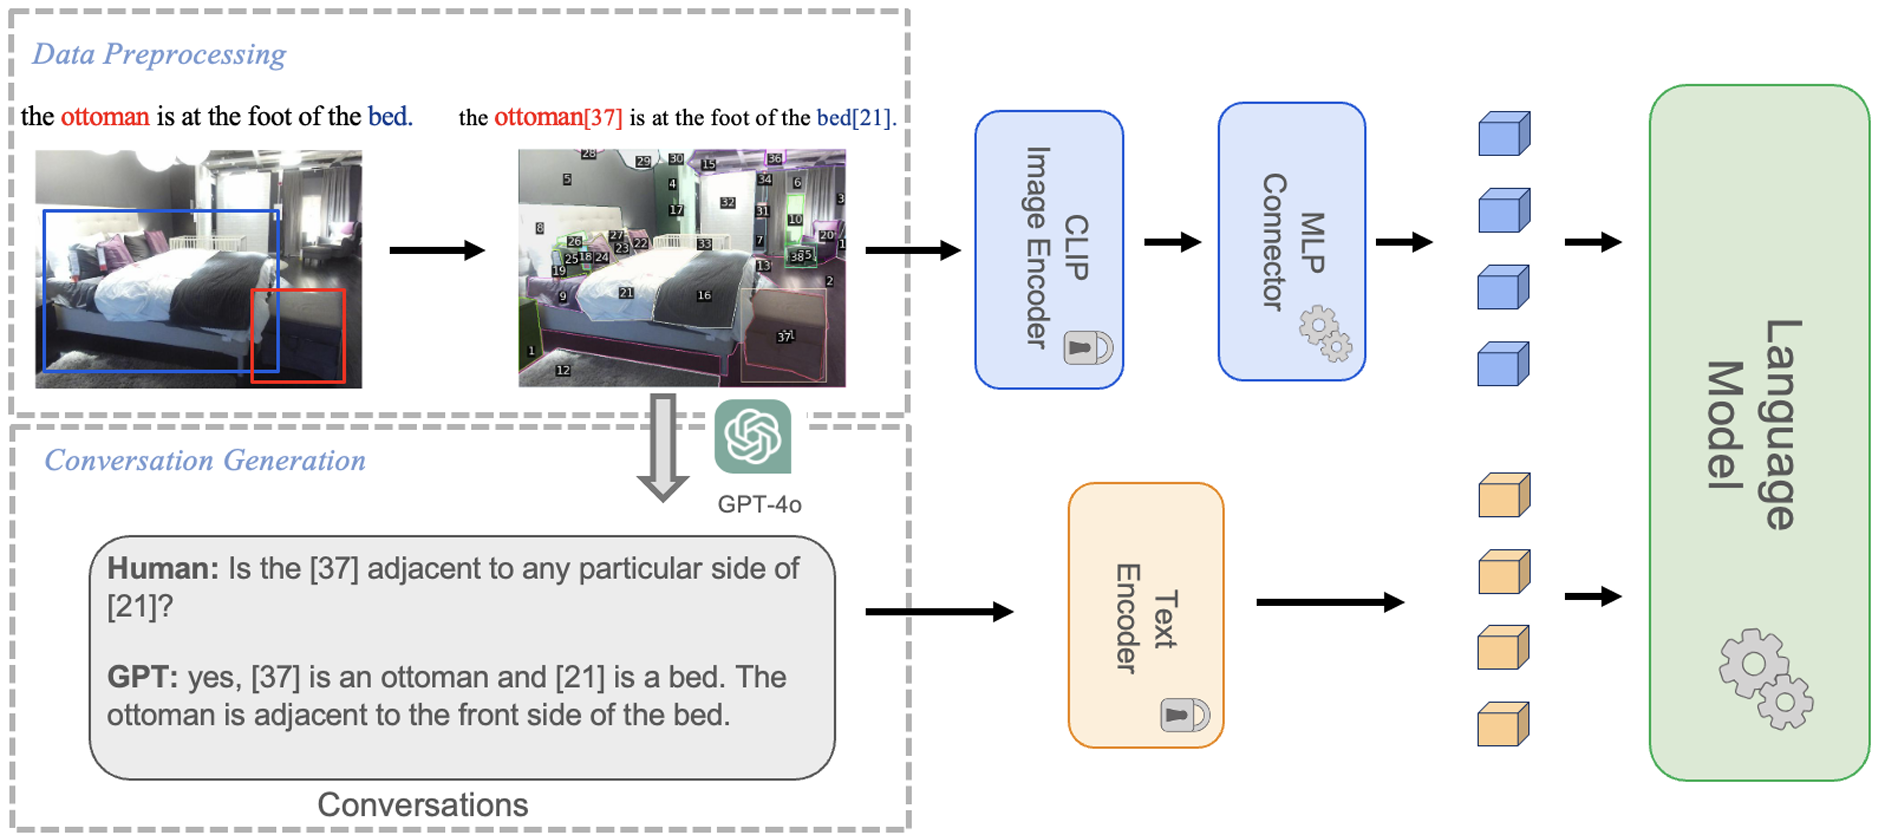 Data Preprocessing
the ottoman is at the foot of the bed.
the ottoman[37] is at the foot of the bed[21].
28
29
30
15
36
5
4
34
6
3
8
17
32
31
10
26
27
23
22
33
7
20
1
25
18
24
19
13
38
5
2
9
21
16
37
1
12
CLIP
Image Encoder
MLP
Connector
Language
Model
GPT-4o
Conversation Generation
Human: Is the [37] adjacent to any particular side of
[21]?
GPT: yes, [37] is an ottoman and [21] is a bed. The
ottoman is adjacent to the front side of the bed.
Conversations
Text
Encoder